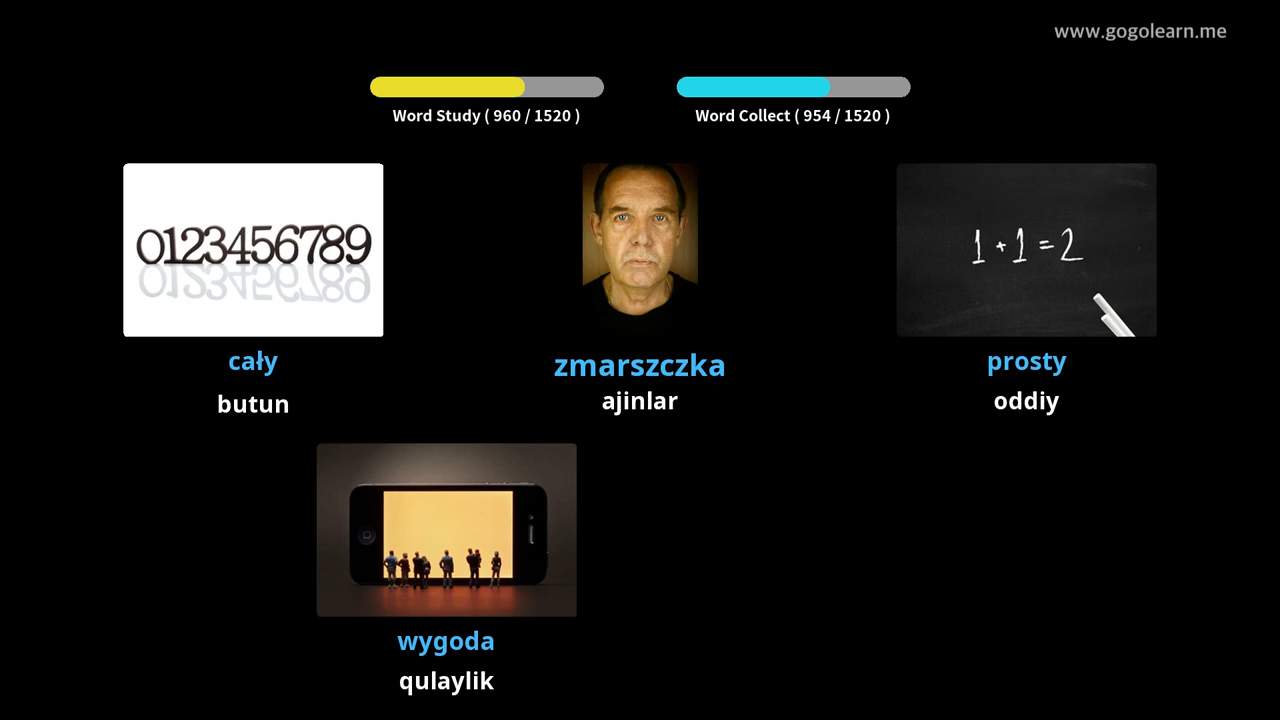 www.gogolearn.me
Word Study ( 960 / 1520 )
Word Collect ( 954 / 1520 )
0123456789
1 + 1 = 2
cały
zmarszczka
prosty
butun
ajinlar
oddiy
wygoda
qulaylik